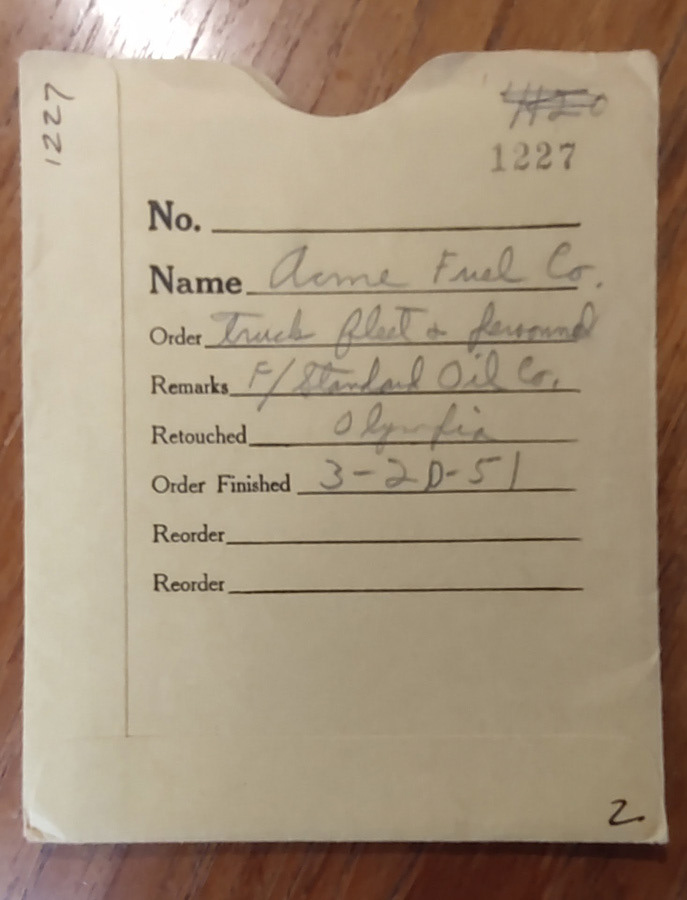 1227
1227
No.
Name Acme Fuel Co.
Order truck fleet & personnel
Remarks F/Standard Oil Co.
Retouched Olympia
Order Finished 3-20-51
Reorder
Reorder
2